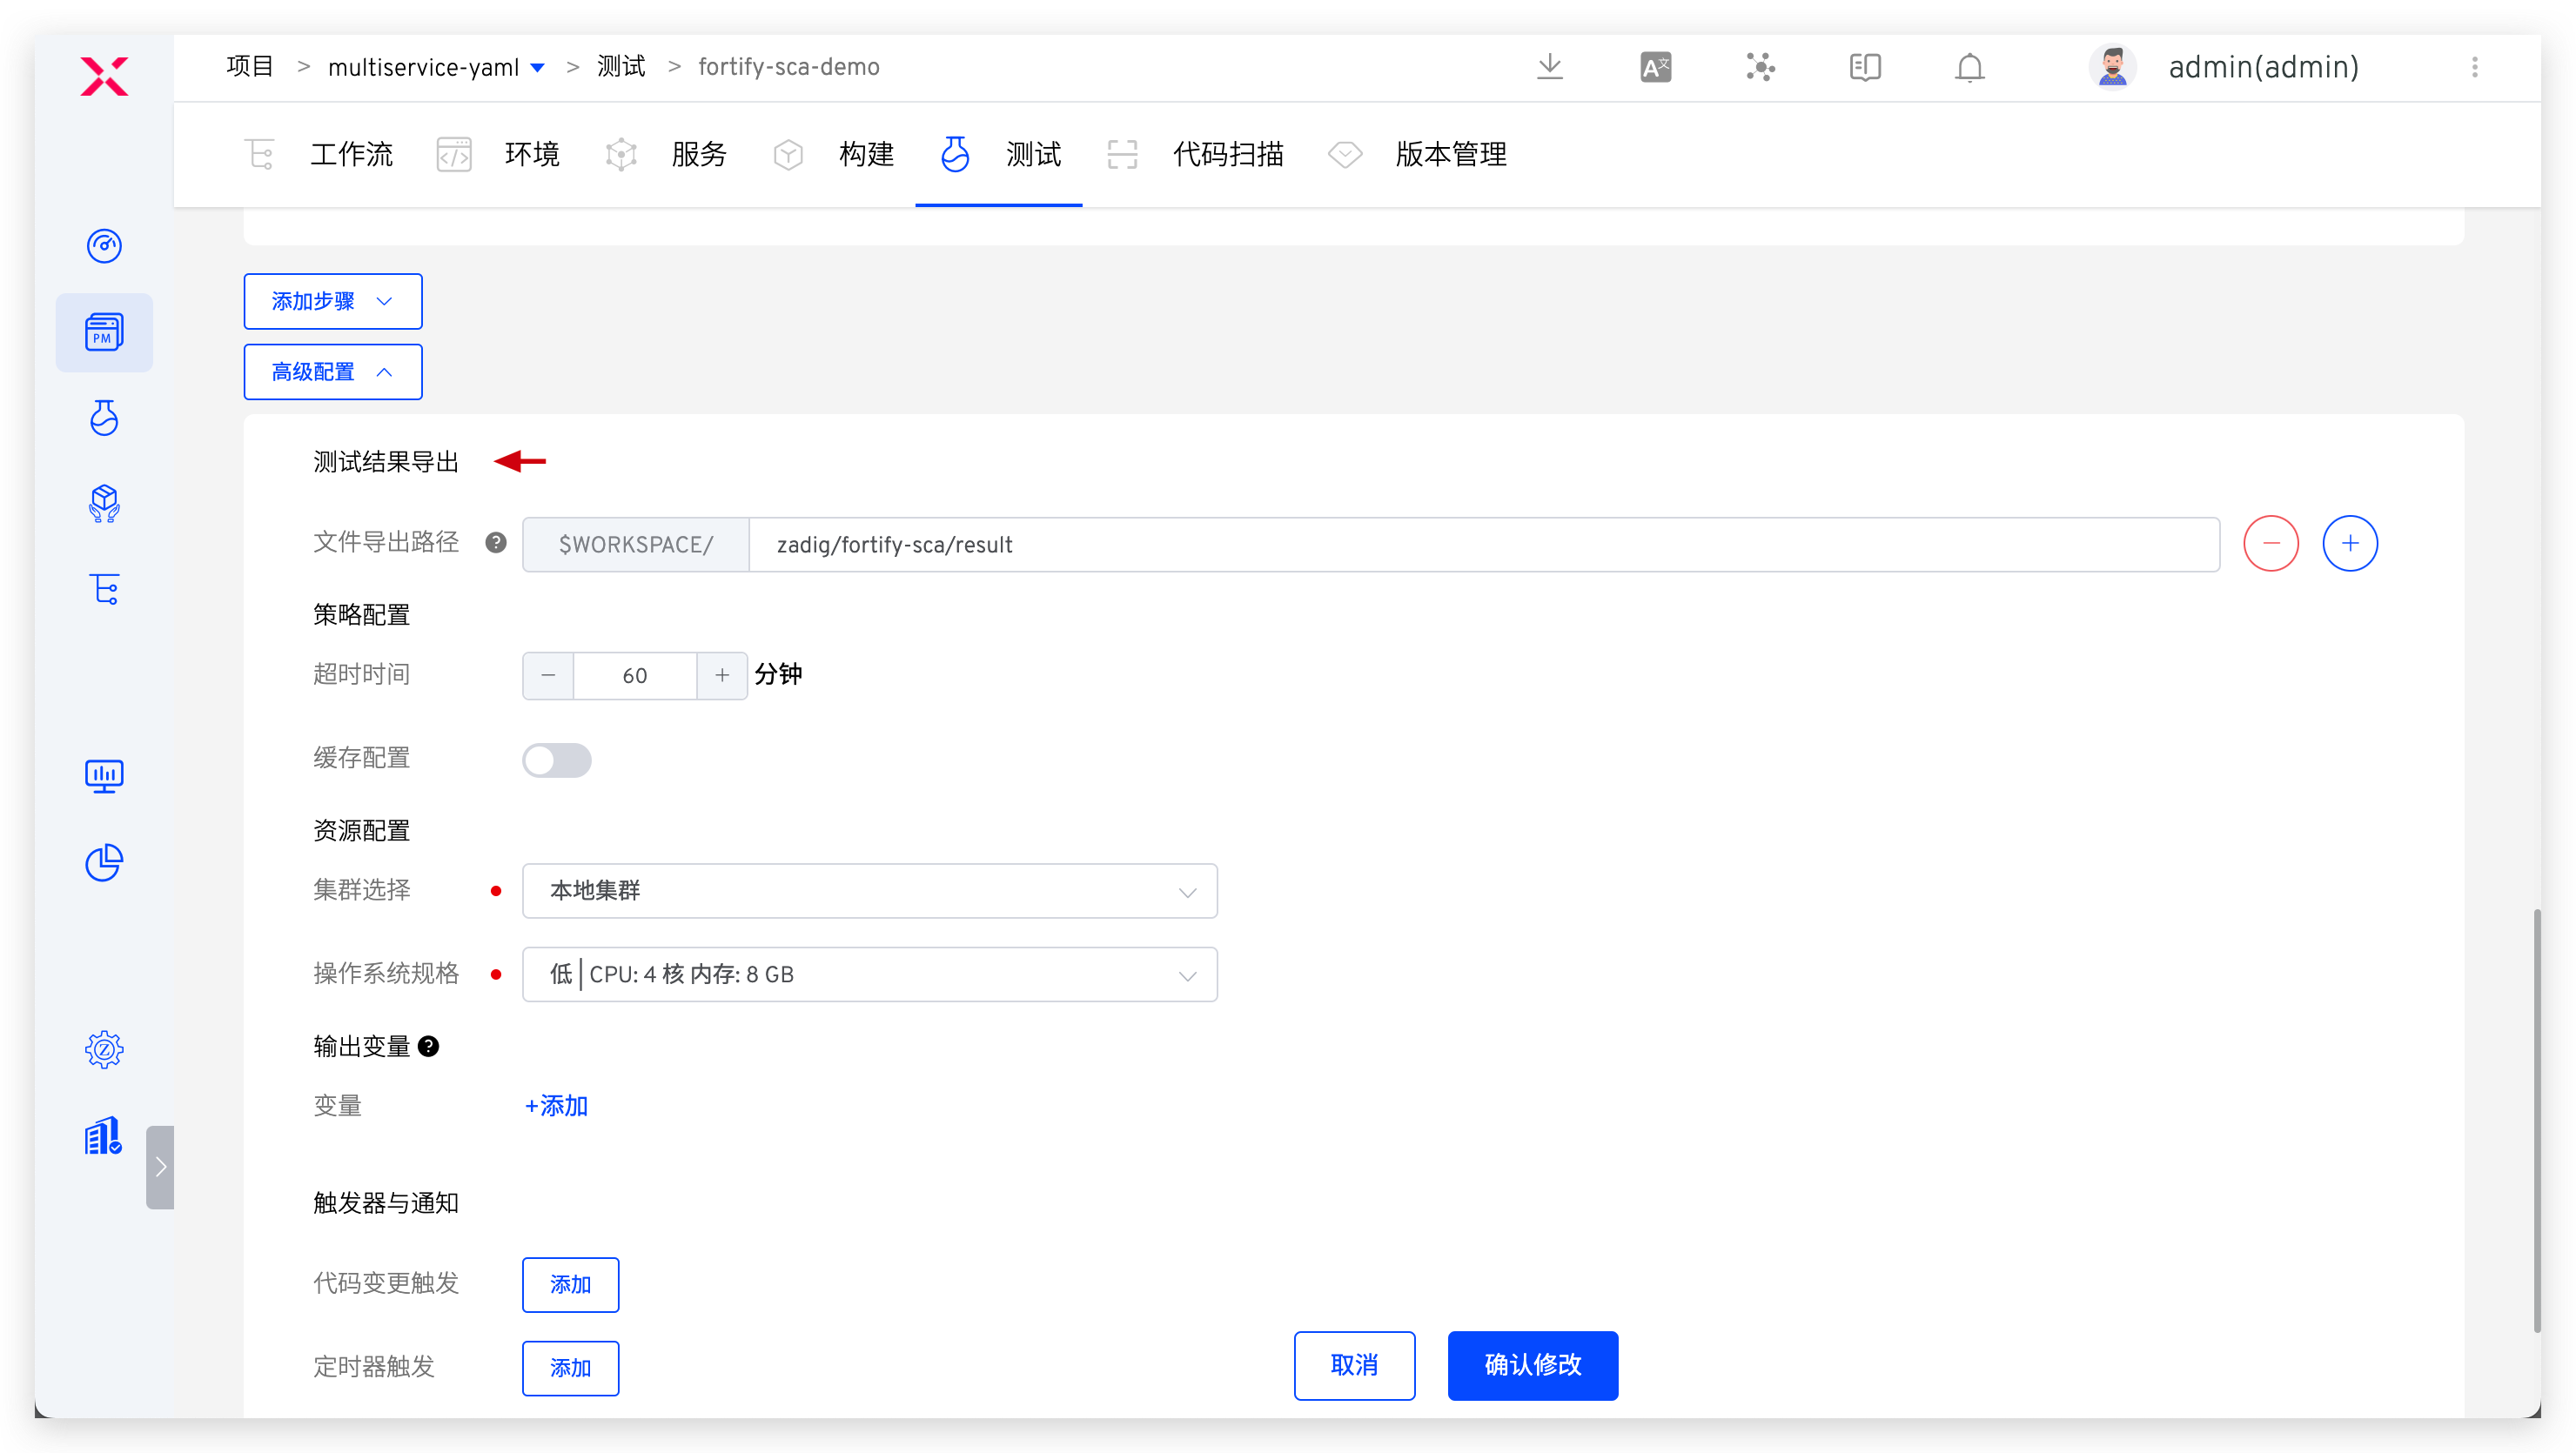 项目 > multiservice-yaml > 测试 > fortify-sca-demo
admin(admin)
工作流 环境 服务 构建 测试 代码扫描 版本管理
PM
添加步骤
高级配置
测试结果导出
文件导出路径 ? $WORKSPACE/ zadig/fortify-sca/result
策略配置
超时时间 − 60 + 分钟
缓存配置
资源配置
集群选择 本地集群
操作系统规格 低 | CPU: 4 核 内存: 8 GB
输出变量 ?
变量 +添加
触发器与通知
代码变更触发 添加
定时器触发 添加
取消 确认修改